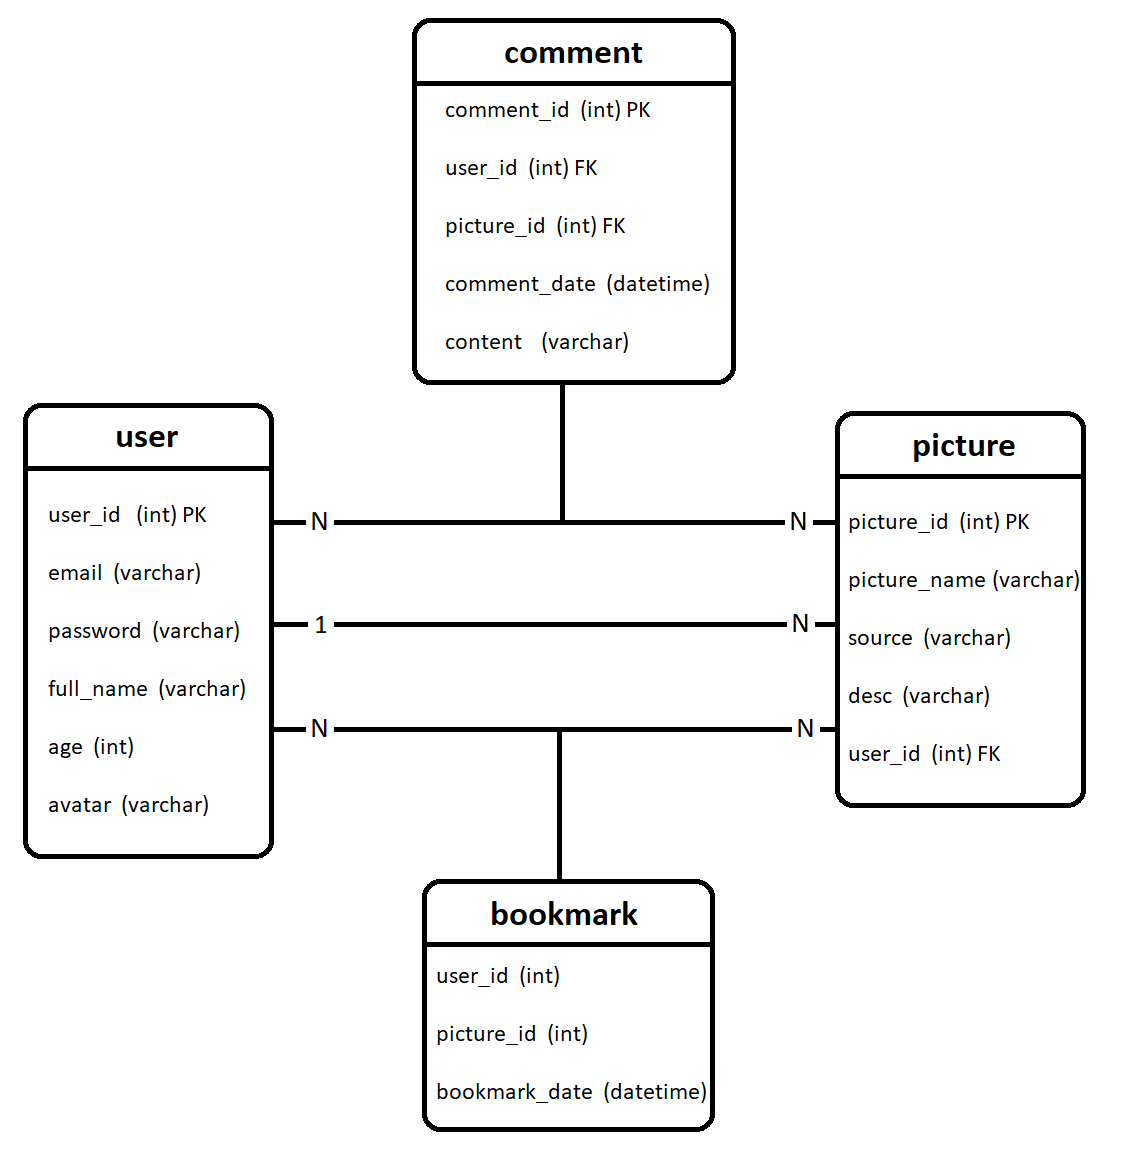 comment
comment_id (int) PK
user_id (int) FK
picture_id (int) FK
comment_date (datetime)
content (varchar)
user
user_id (int) PK
email (varchar)
password (varchar)
full_name (varchar)
age (int)
avatar (varchar)
N
N
1
N
N
N
picture
picture_id (int) PK
picture_name (varchar)
source (varchar)
desc (varchar)
user_id (int) FK
bookmark
user_id (int)
picture_id (int)
bookmark_date (datetime)